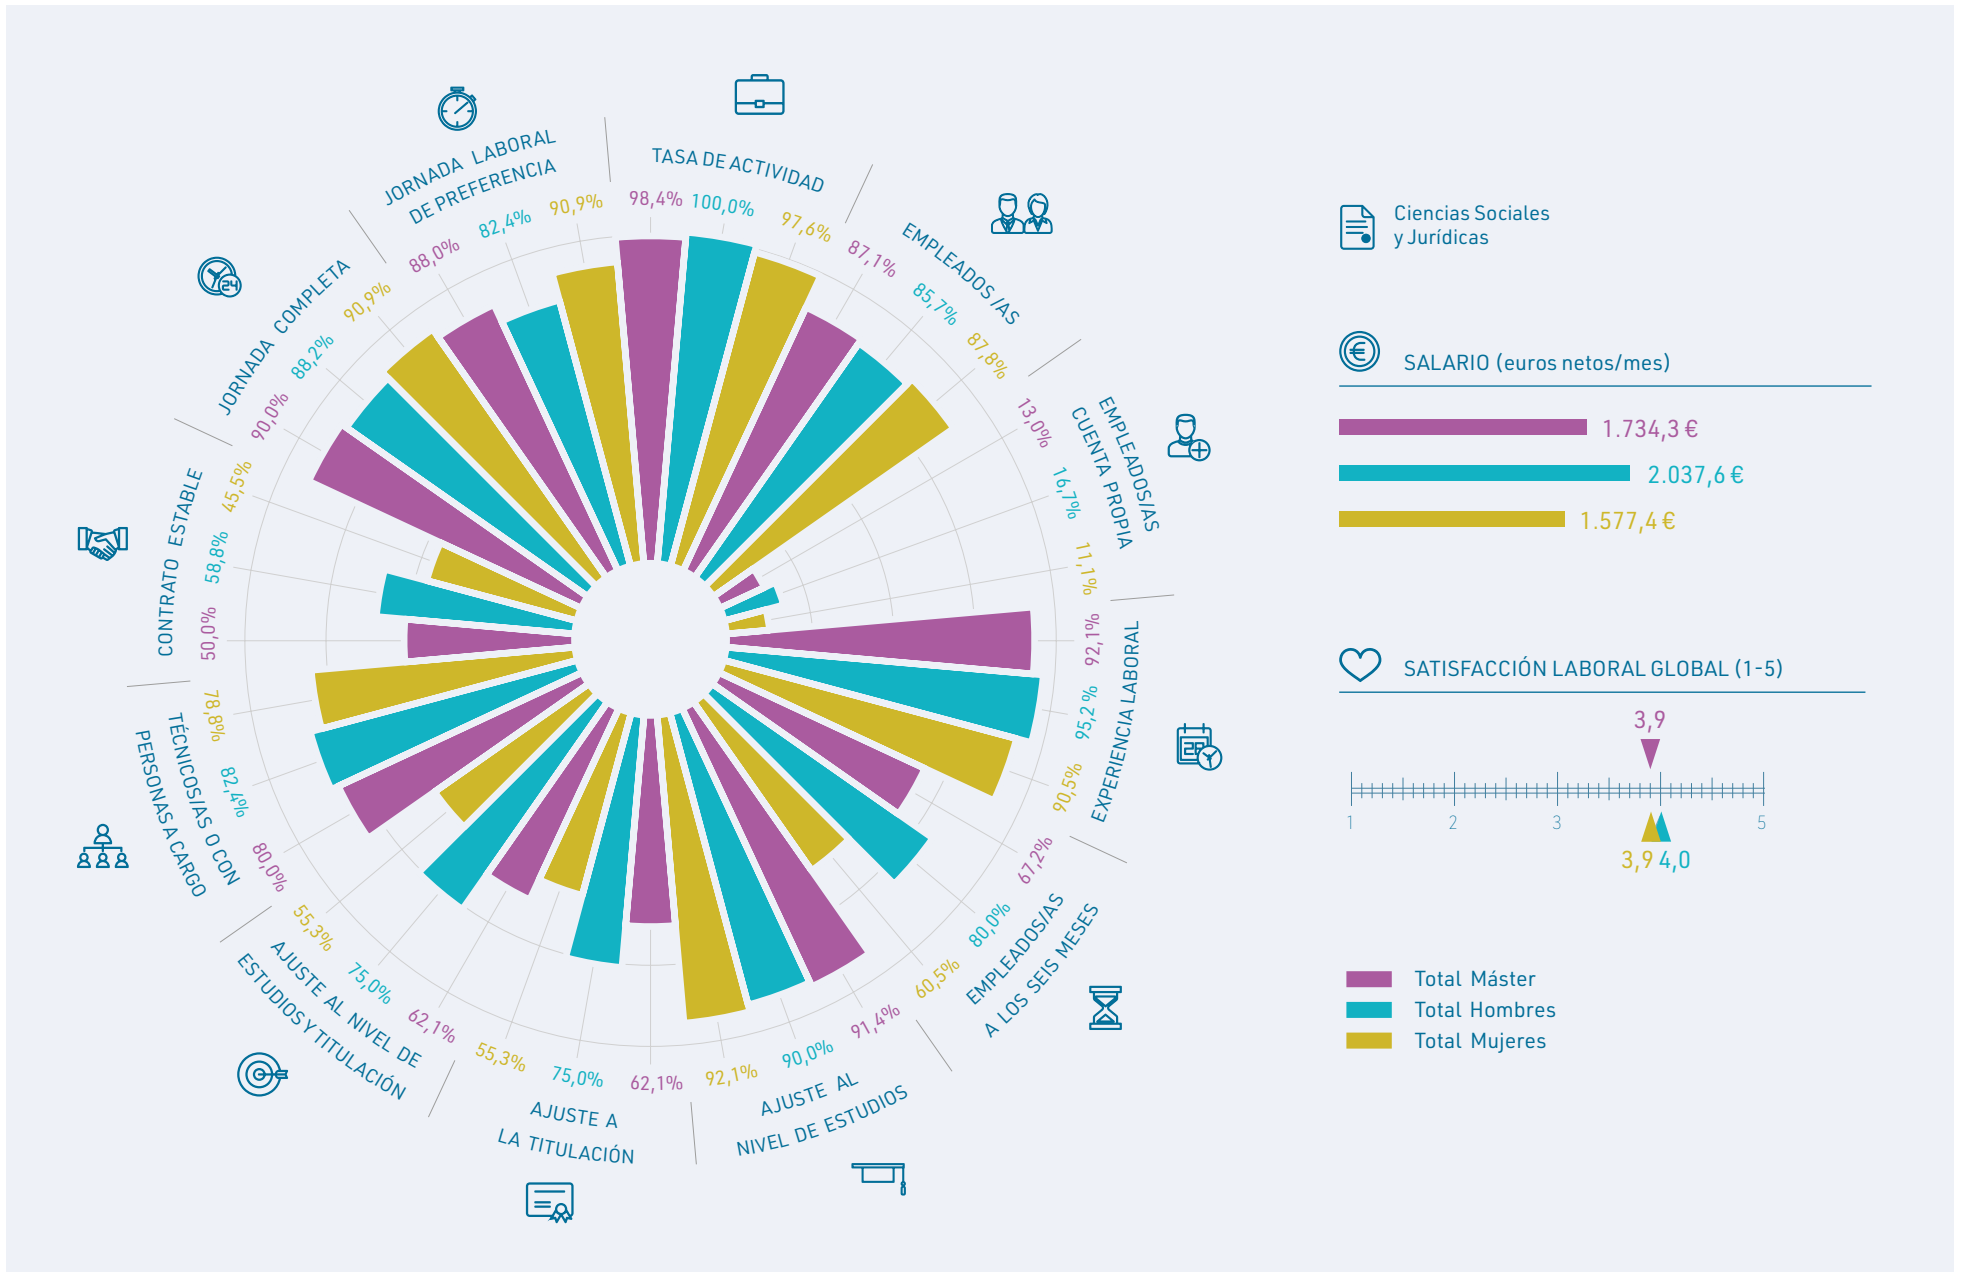 TASA DE ACTIVIDAD
98,4%
100,0%
97,6%
EMPLEADOS /AS
87,1%
85,7%
87,8%
EMPLEADOS/AS
CUENTA PROPIA
13,0%
16,7%
11,1%
EXPERIENCIA LABORAL
92,1%
95,2%
90,5%
EMPLEADOS/AS
A LOS SEIS MESES
67,2%
80,0%
60,5%
AJUSTE AL
NIVEL DE ESTUDIOS
91,4%
90,0%
92,1%
AJUSTE A
LA TITULACIÓN
62,1%
75,0%
55,3%
AJUSTE AL NIVEL DE
ESTUDIOS Y TITULACIÓN
62,1%
75,0%
55,3%
TÉCNICOS/AS O CON
PERSONAS A CARGO
80,0%
82,4%
78,8%
CONTRATO ESTABLE
50,0%
58,8%
45,5%
JORNADA COMPLETA
90,0%
88,2%
90,9%
24
JORNADA LABORAL
DE PREFERENCIA
88,0%
82,4%
90,9%
Ciencias Sociales
y Jurídicas
€
SALARIO (euros netos/mes)
1.734,3 €
2.037,6 €
1.577,4 €
SATISFACCIÓN LABORAL GLOBAL (1-5)
3,9
1 2 3 5
3,9 4,0
Total Máster
Total Hombres
Total Mujeres